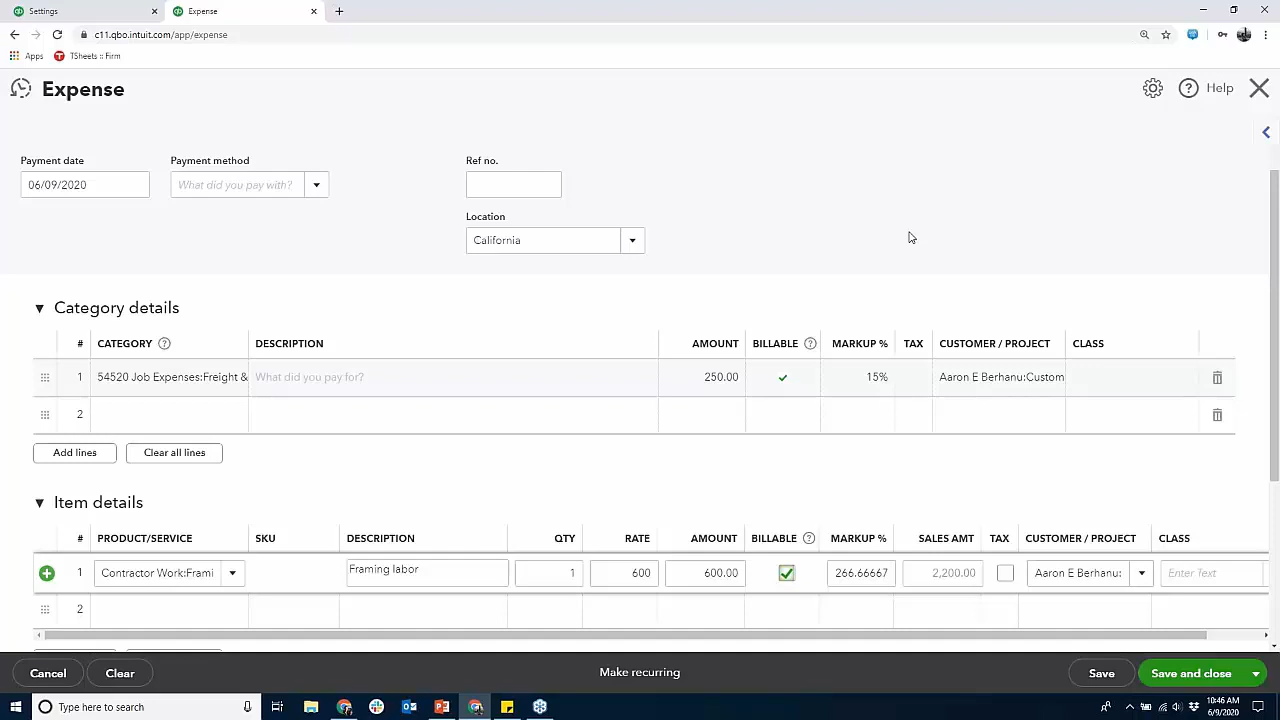 Settings
Expense
c11.qbo.intuit.com/app/expense
Apps TSheets :: Firm
Expense
Help
Payment date Payment method Ref no.
06/09/2020 What did you pay with?
Location
California
Category details
# CATEGORY DESCRIPTION AMOUNT BILLABLE MARKUP % TAX CUSTOMER / PROJECT CLASS
1 54520 Job Expenses:Freight & What did you pay for? 250.00 15% Aaron E Berhanu:Custom
2
Add lines Clear all lines
Item details
# PRODUCT/SERVICE SKU DESCRIPTION QTY RATE AMOUNT BILLABLE MARKUP % SALES AMT TAX CUSTOMER / PROJECT CLASS
1 Contractor Work:Frami Framing labor 1 600 600.00 266.66667 2,200.00 Aaron E Berhanu: Enter Text
2
Cancel Clear Make recurring Save Save and close
Type here to search
10:46 AM
6/9/2020